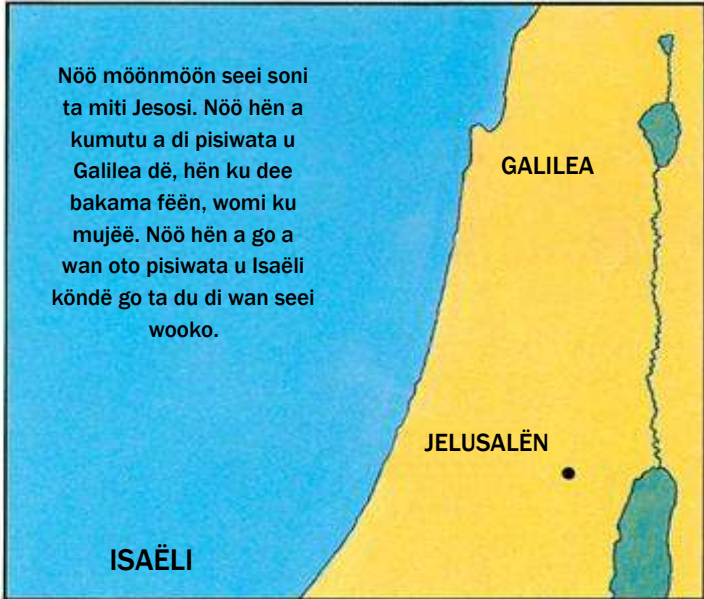 Nöö möönmöön seei soni
ta miti Jesosi. Nöö hën a
kumutu a di pisiwata u
Galilea dë, hën ku dee
bakama fëën, womi ku
mujëë. Nöö hën a go a
wan oto pisiwata u Isaëli
köndë go ta du di wan seei
wooko.
GALILEA
JELUSALËN
ISAËLI